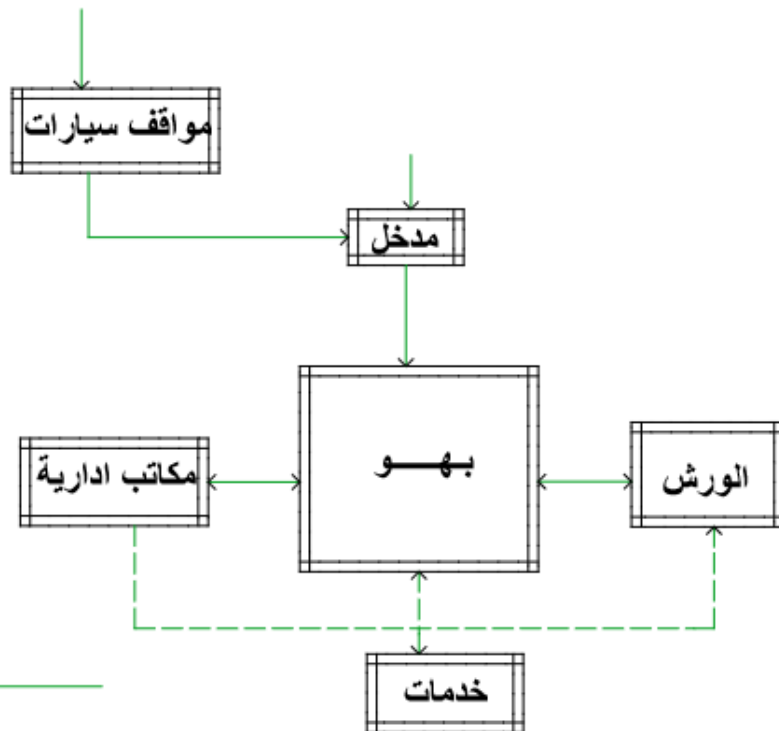 مواقف سيارات
مدخل
بهـــو
مكاتب ادارية
الورش
خدمات